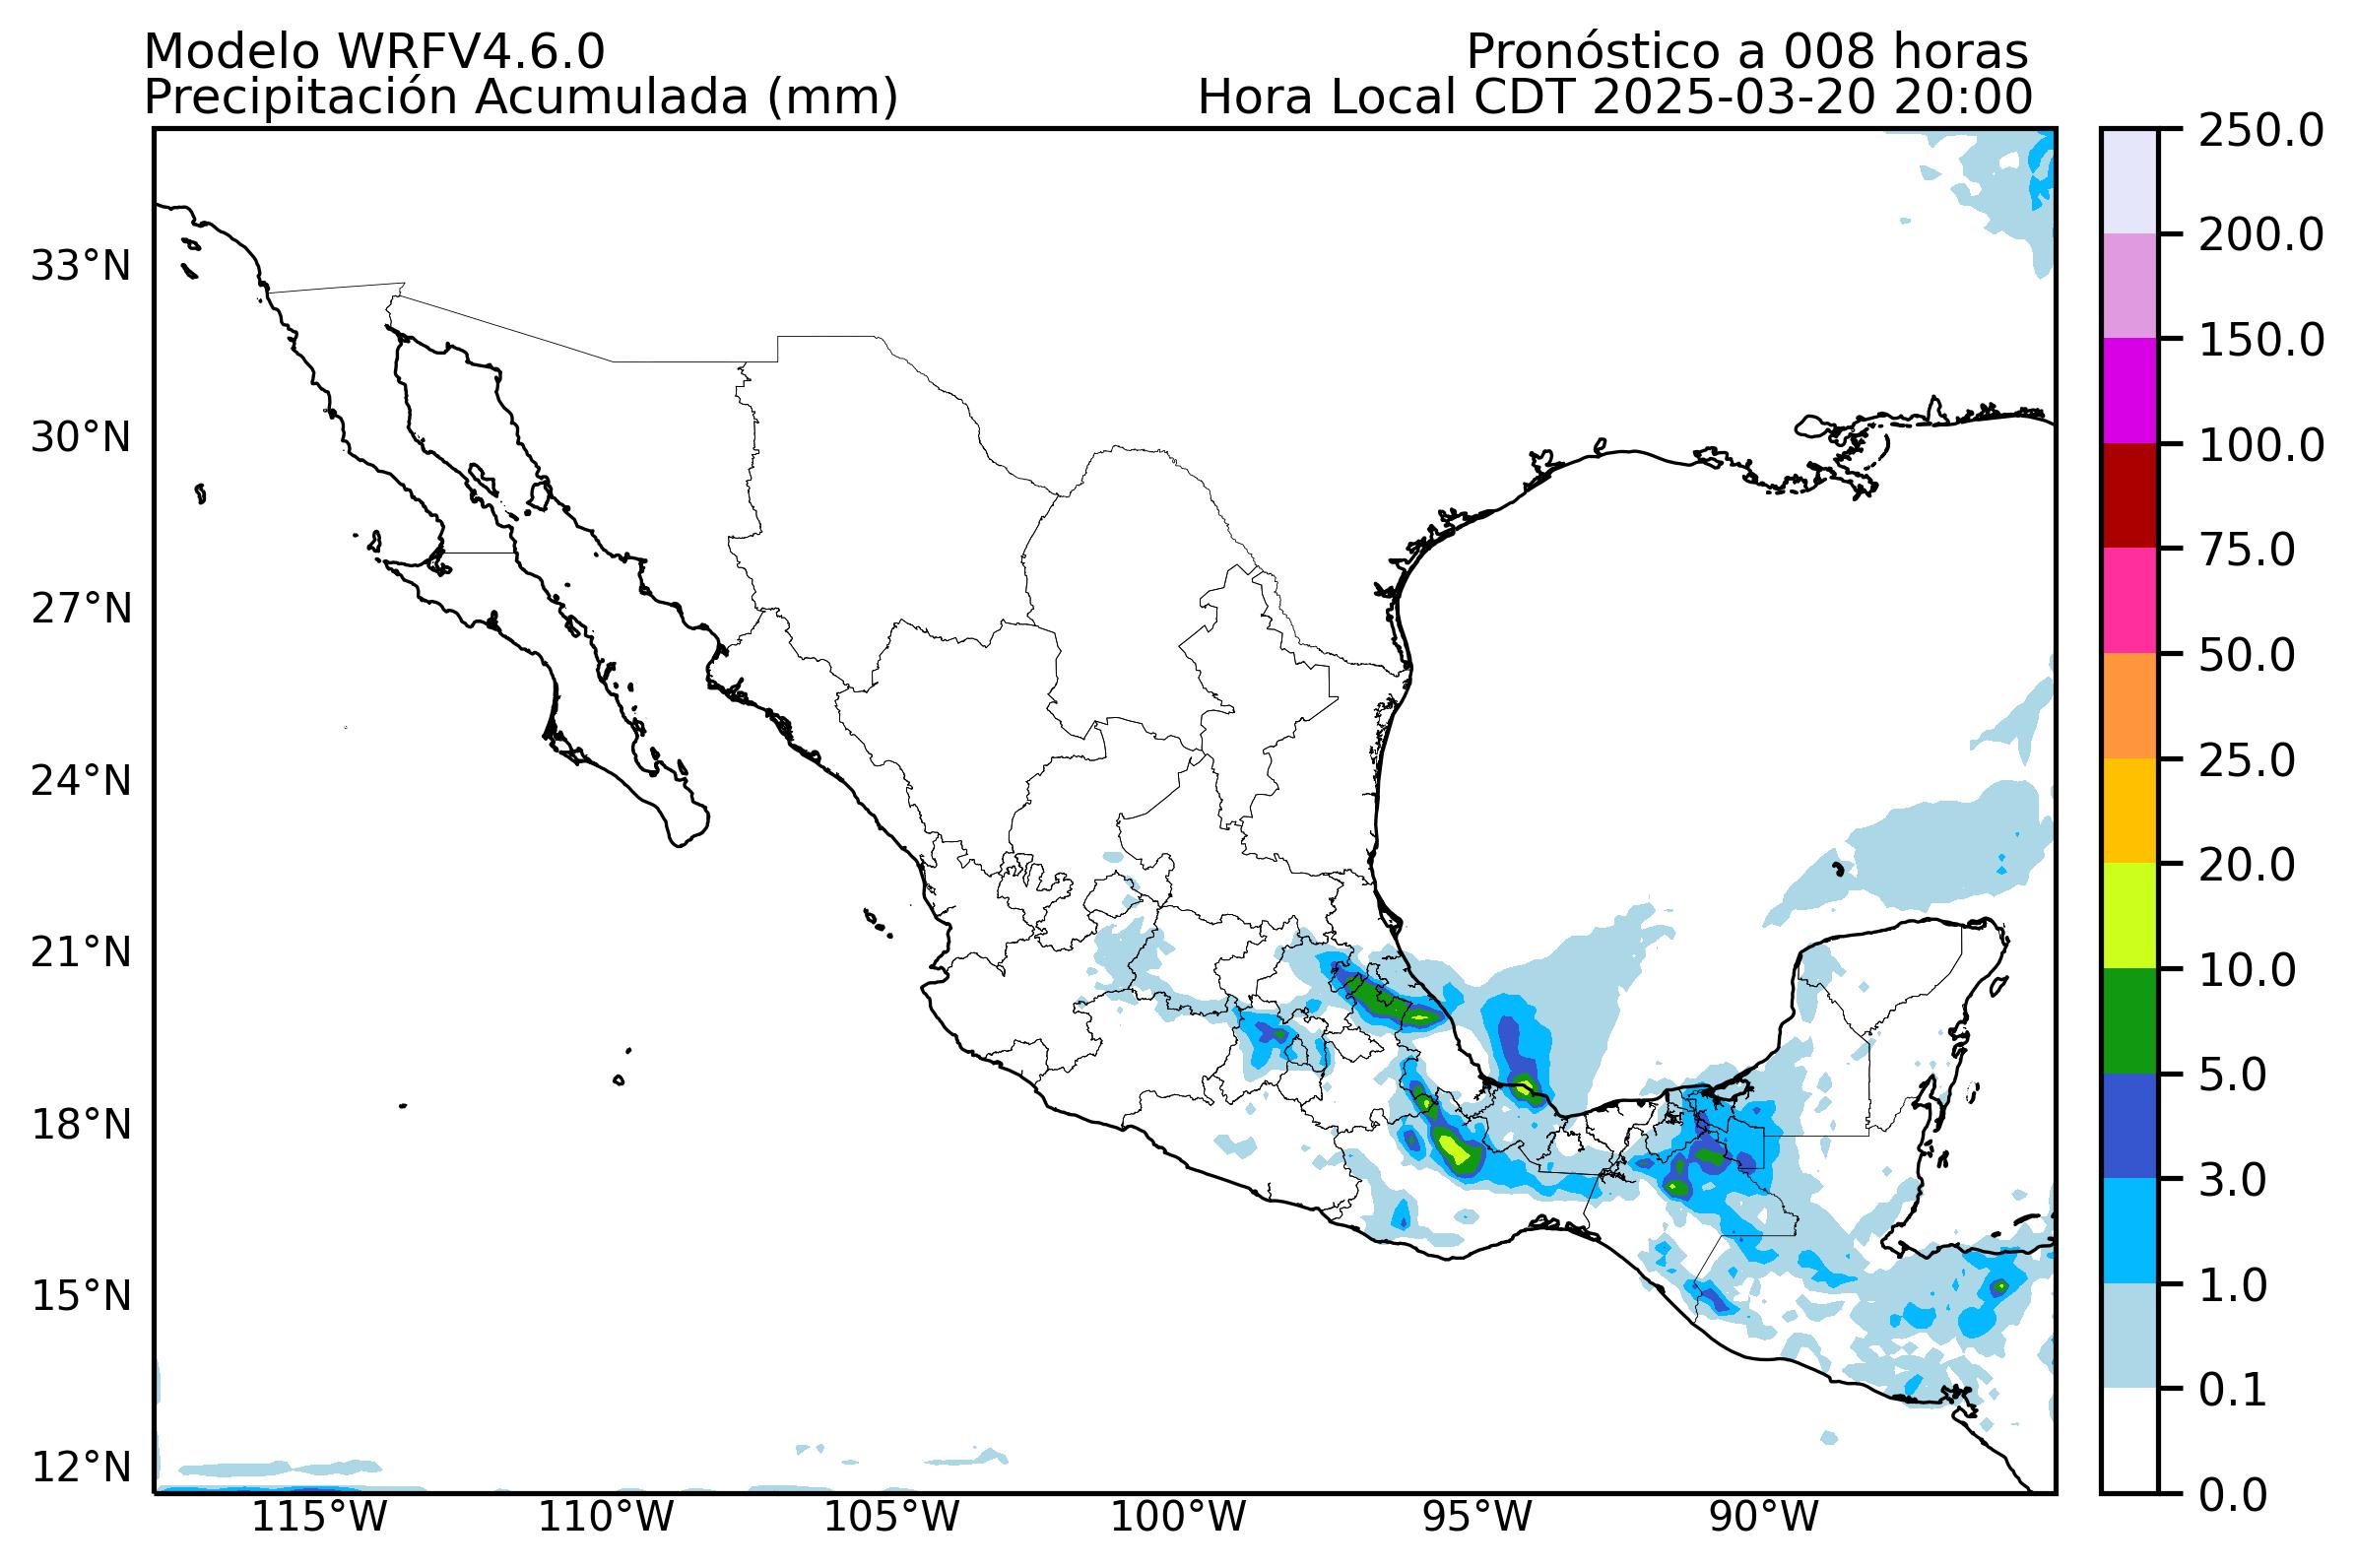 Modelo WRFV4.6.0
Pronóstico a 008 horas
Precipitación Acumulada (mm)
Hora Local CDT 2025-03-20 20:00
33°N
30°N
27°N
24°N
21°N
18°N
15°N
12°N
115°W
110°W
105°W
100°W
95°W
90°W
250.0
200.0
150.0
100.0
75.0
50.0
25.0
20.0
10.0
5.0
3.0
1.0
0.1
0.0